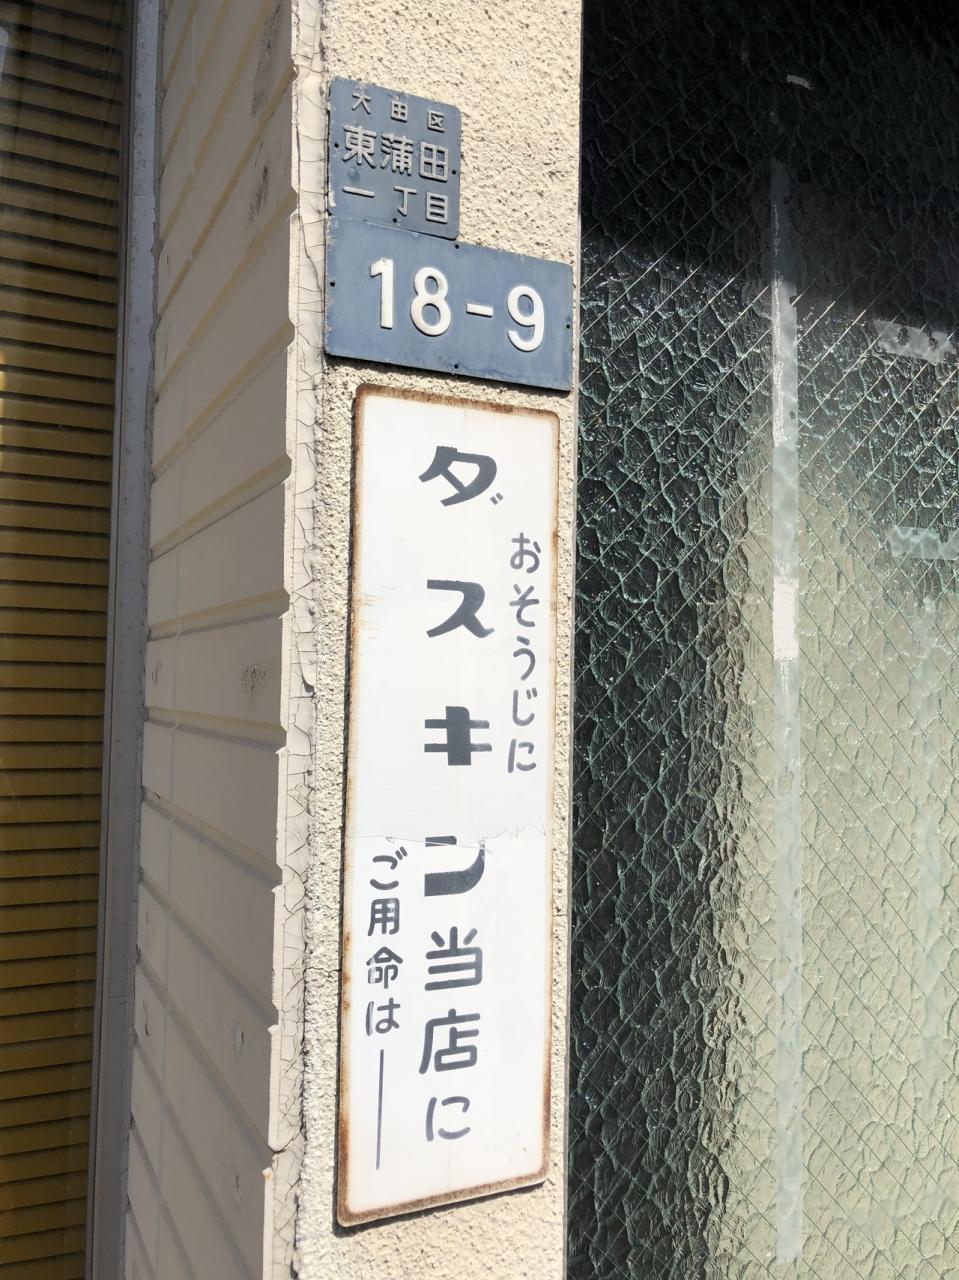 大田区
東蒲田
一丁目
18-9
おそうじに
ダスキン当店に
ご用命は—